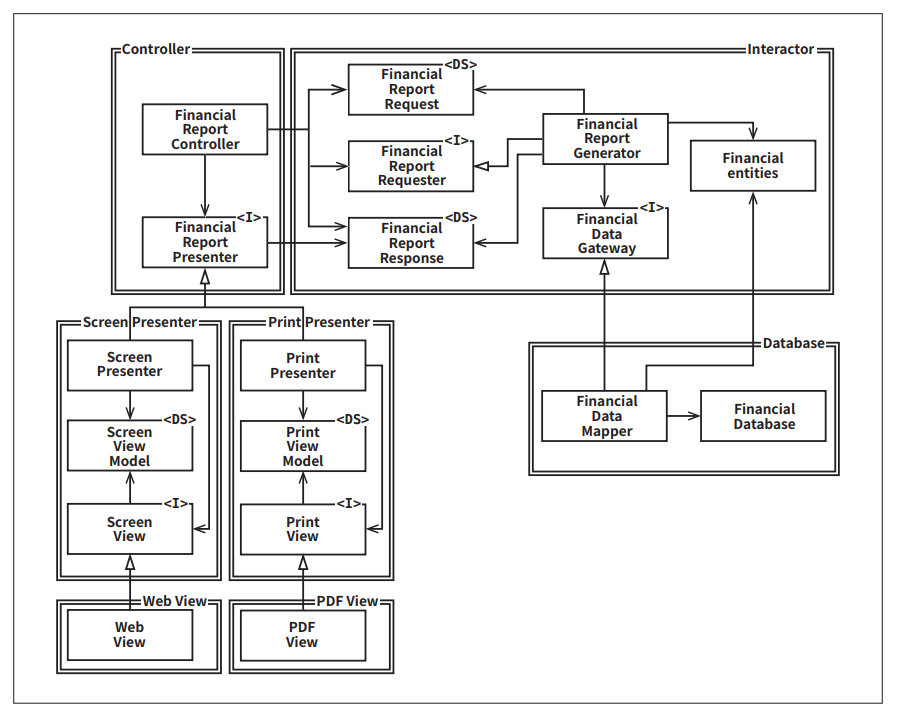 Controller
Interactor
<DS>
Financial
Report
Request
Financial
Report
Controller
<I>
Financial
Report
Requester
Financial
Report
Generator
Financial
entities
<I>
Financial
Report
Presenter
<DS>
Financial
Report
Response
<I>
Financial
Data
Gateway
Screen Presenter
Print Presenter
Database
Screen
Presenter
Print
Presenter
Financial
Data
Mapper
Financial
Database
<DS>
Screen
View
Model
<DS>
Print
View
Model
<I>
Screen
View
<I>
Print
View
Web View
PDF View
Web
View
PDF
View